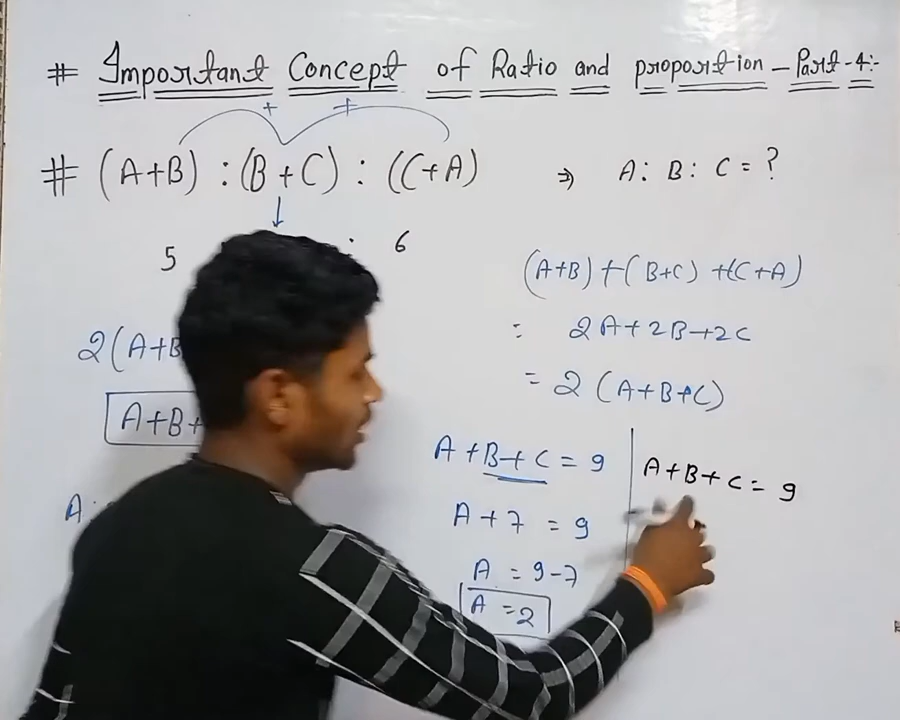 # Important Concept of Ratio and proportion - Part-4:-
+ +
# (A+B) : (B+C) : (C+A) ⇒ A: B: C = ?
5 : 6
(A+B)+(B+C)+(C+A)
= 2A+2B+2C
= 2 (A+B+C)
2(A+B
A+B+
A:
A+B+C = 9
A+7 = 9
A = 9-7
A = 2
A+B+C = 9